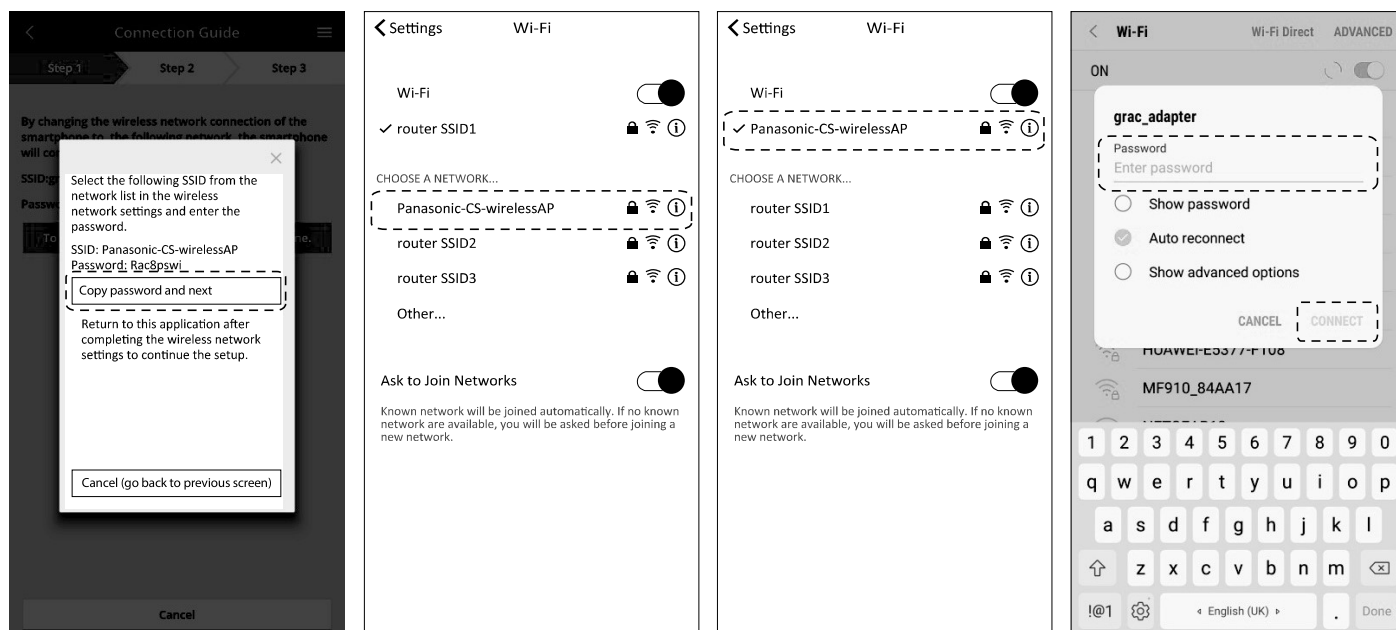 Connection Guide
Step 1
Step 2
Step 3
By changing the wireless network connection of the
smartphone to the following network, the smartphone
will con
SSID:gr
Passwo
To
ne.
Select the following SSID from the
network list in the wireless
network settings and enter the
password.
SSID: Panasonic-CS-wirelessAP
Password: Rac8pswi
Copy password and next
Return to this application after
completing the wireless network
settings to continue the setup.
Cancel (go back to previous screen)
Cancel
Settings
Wi-Fi
Wi-Fi
router SSID1
CHOOSE A NETWORK...
Panasonic-CS-wirelessAP
router SSID2
router SSID3
Other...
Ask to Join Networks
Known network will be joined automatically. If no known
network are available, you will be asked before joining a
new network.
Settings
Wi-Fi
Wi-Fi
Panasonic-CS-wirelessAP
CHOOSE A NETWORK...
router SSID1
router SSID2
router SSID3
Other...
Ask to Join Networks
Known network will be joined automatically. If no known
network are available, you will be asked before joining a
new network.
Wi-Fi
Wi-Fi Direct
ADVANCED
ON
grac_adapter
Password
Enter password
Show password
Auto reconnect
Show advanced options
CANCEL
CONNECT
HUAWEI-E5377-F108
MF910_84AA17
1 2 3 4 5 6 7 8 9 0
q w e r t y u i o p
a s d f g h j k l
z x c v b n m
!@1
English (UK)
.
Done